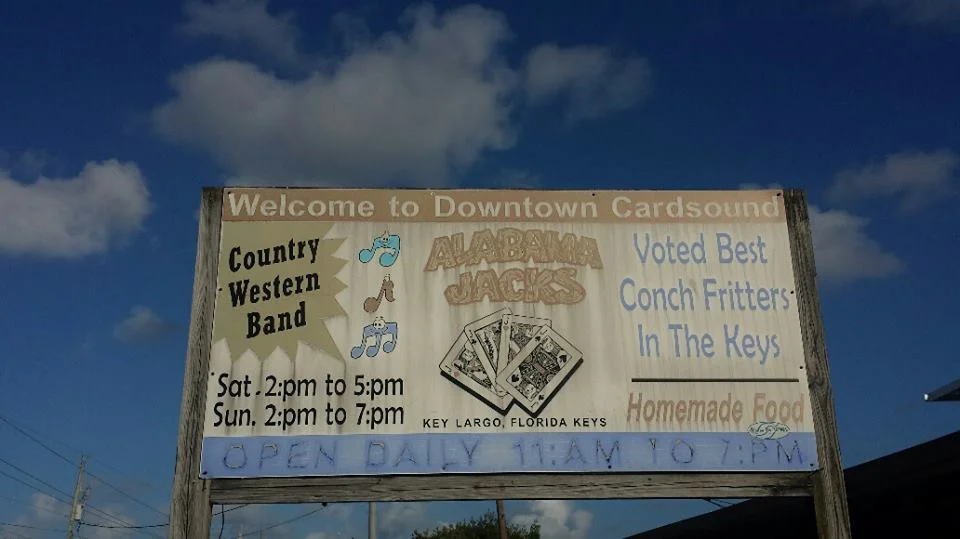 Welcome to Downtown Cardsound
Country
Western
Band
Sat. 2:pm to 5:pm
Sun. 2:pm to 7:pm
ALABAMA
JACKS
KEY LARGO, FLORIDA KEYS
Voted Best
Conch Fritters
In The Keys
Homemade Food
OPEN DAILY 11:AM TO 7:PM